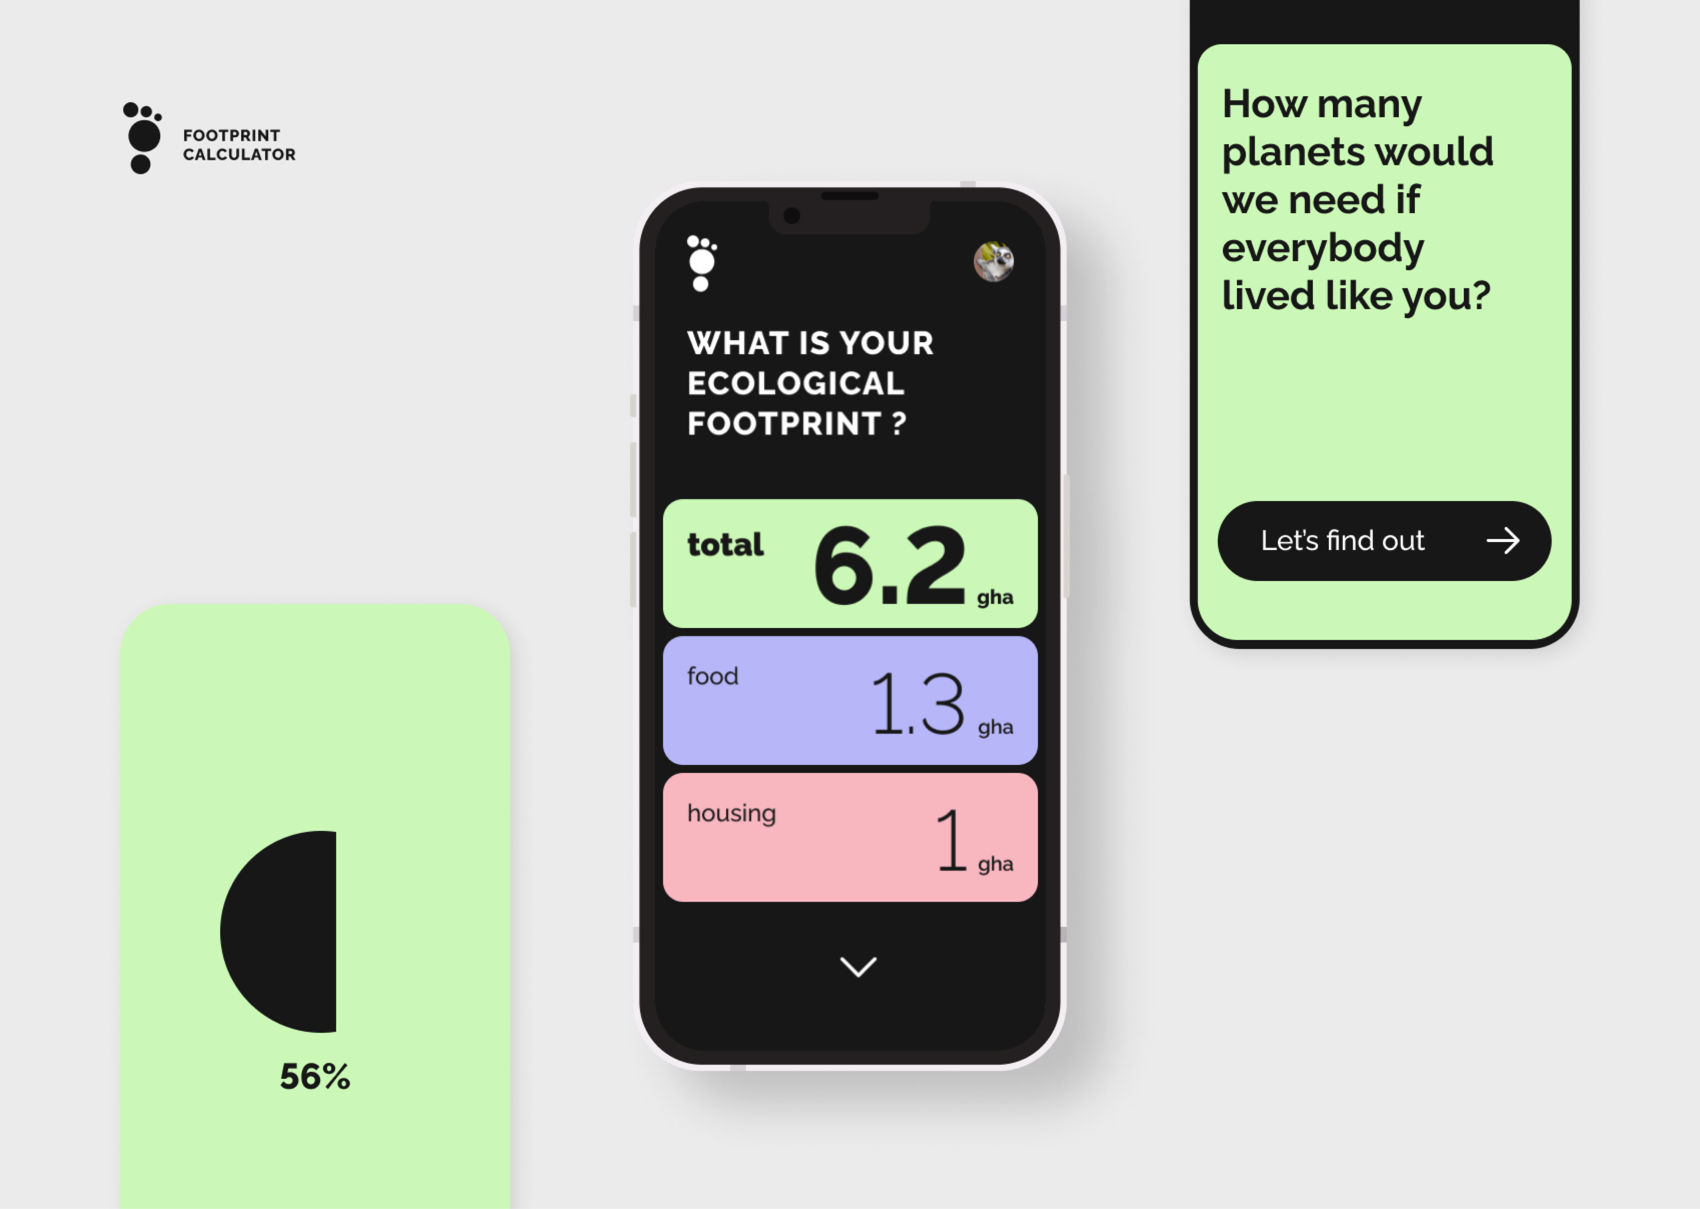 FOOTPRINT
CALCULATOR
WHAT IS YOUR
ECOLOGICAL
FOOTPRINT ?
total 6.2 gha
food 1.3 gha
housing 1 gha
How many
planets would
we need if
everybody
lived like you?
Let's find out
56%